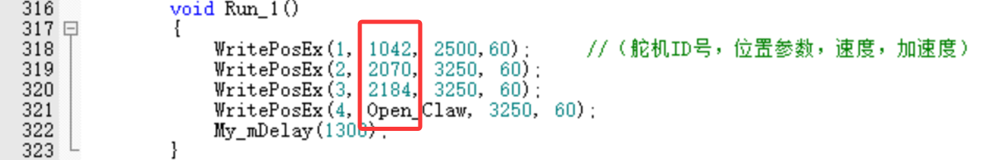 316 void Run_1()
317 {
318 WritePosEx(1, 1042, 2500,60); //（舵机ID号，位置参数，速度，加速度）
319 WritePosEx(2, 2070, 3250, 60);
320 WritePosEx(3, 2184, 3250, 60);
321 WritePosEx(4, Open_Claw, 3250, 60);
322 My_mDelay(1300);
323 }